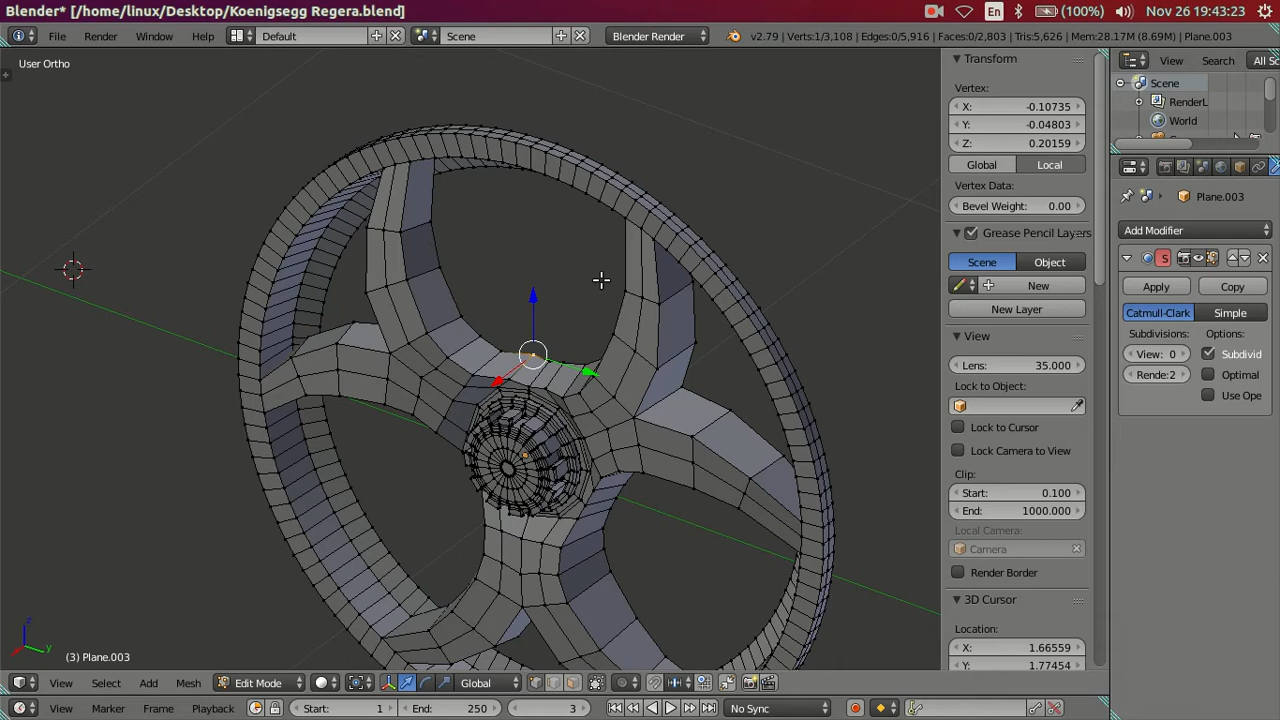 Blender* [/home/linux/Desktop/Koenigsegg Regera.blend] En (100%) Nov 26 19:43:23
File Render Window Help Default Scene Blender Render v2.79 | Verts:1/3,108 | Edges:0/5,916 | Faces:0/2,803 | Tris:5,626 | Mem:28.17M (8.69M) | Plane.003
User Ortho
Transform
Vertex:
X: -0.10735
Y: -0.04803
Z: 0.20159
Global Local
Vertex Data:
Bevel Weight: 0.00
Grease Pencil Layers
Scene Object
New
New Layer
View
Lens: 35.000
Lock to Object:
Lock to Cursor
Lock Camera to View
Clip:
Start: 0.100
End: 1000.000
Local Camera:
Camera
Render Border
3D Cursor
Location:
X: 1.66559
Y: 1.77454
View Search All Sc
Scene
RenderL
World
Plane.003
Add Modifier
S
Apply Copy
Catmull-Clark Simple
Subdivisions: Options:
View: 0 Subdivid
Rende: 2 Optimal
Use Ope
z
y
(3) Plane.003
View Select Add Mesh Edit Mode Global
View Marker Frame Playback Start: 1 End: 250 3 No Sync